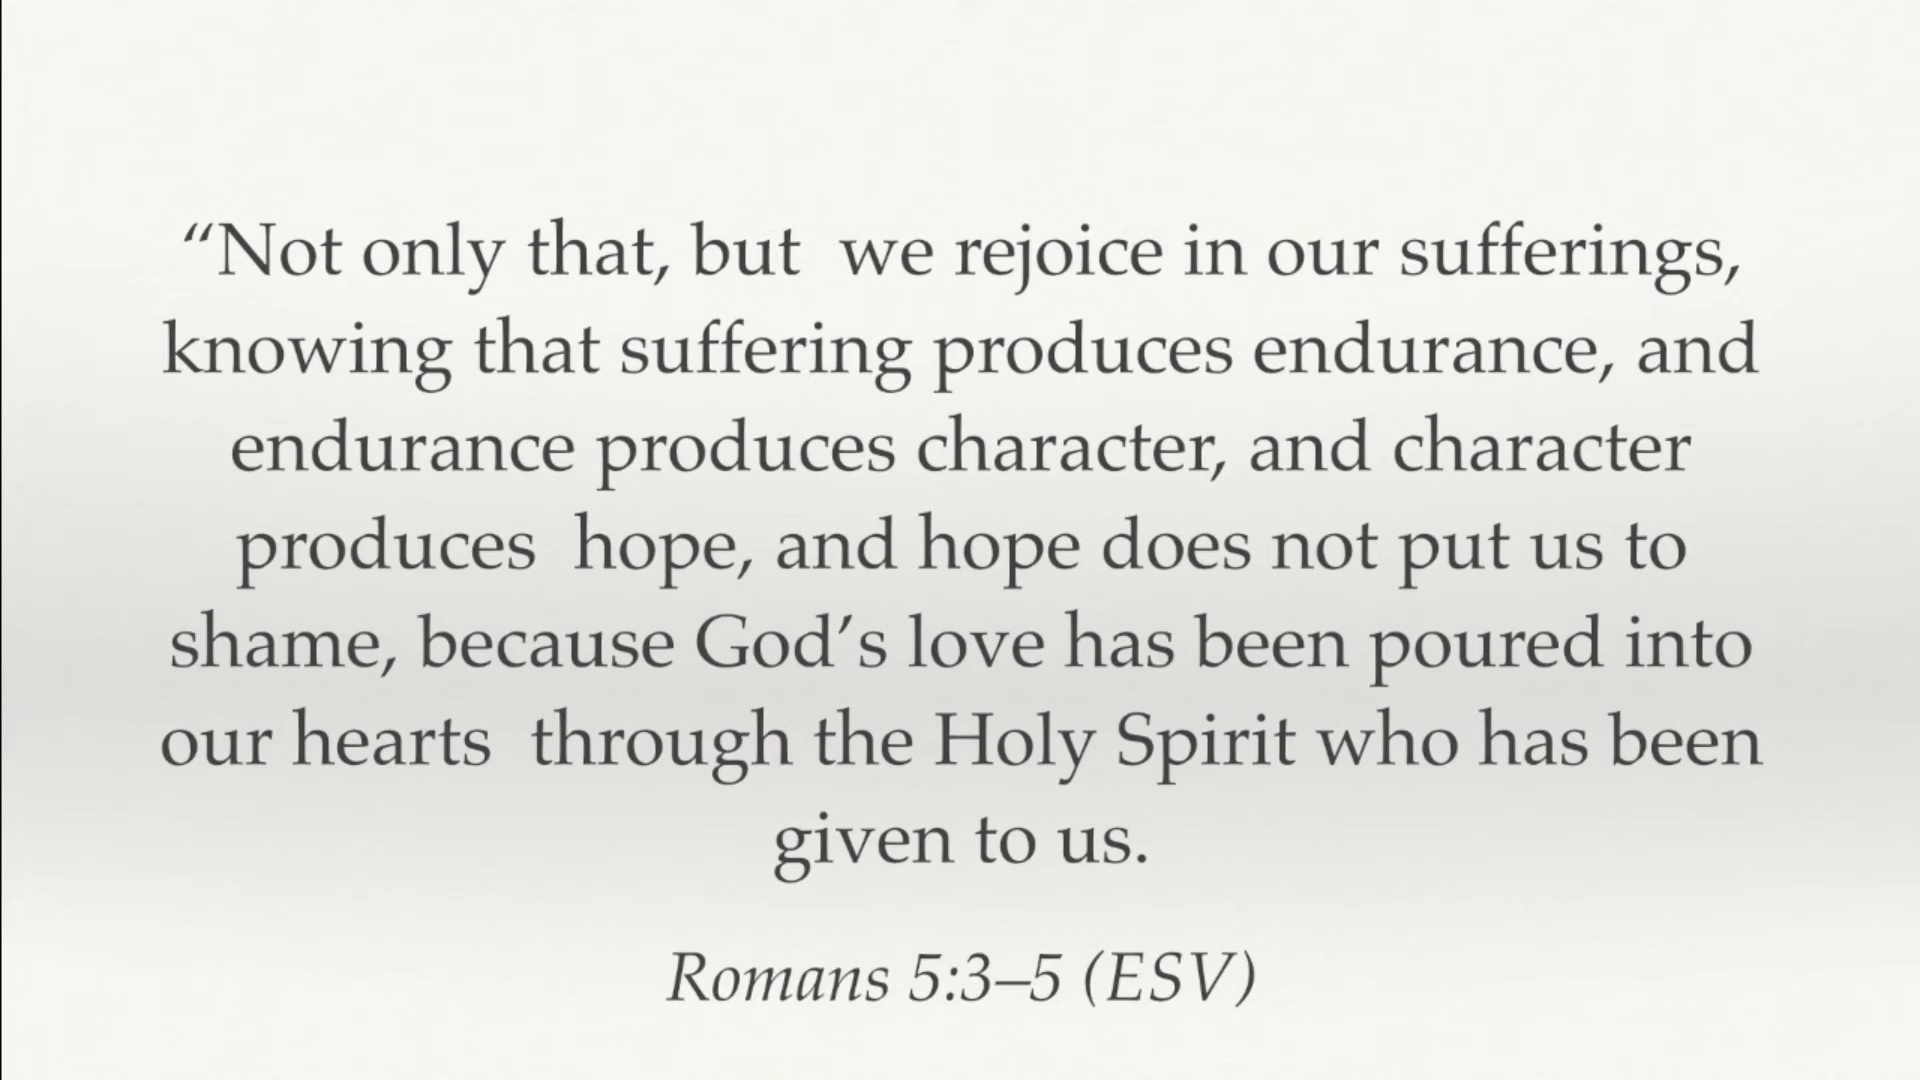 “Not only that, but  we rejoice in our sufferings,
knowing that suffering produces endurance, and
endurance produces character, and character
produces  hope, and hope does not put us to
shame, because God’s love has been poured into
our hearts  through the Holy Spirit who has been
given to us.
Romans 5:3–5 (ESV)